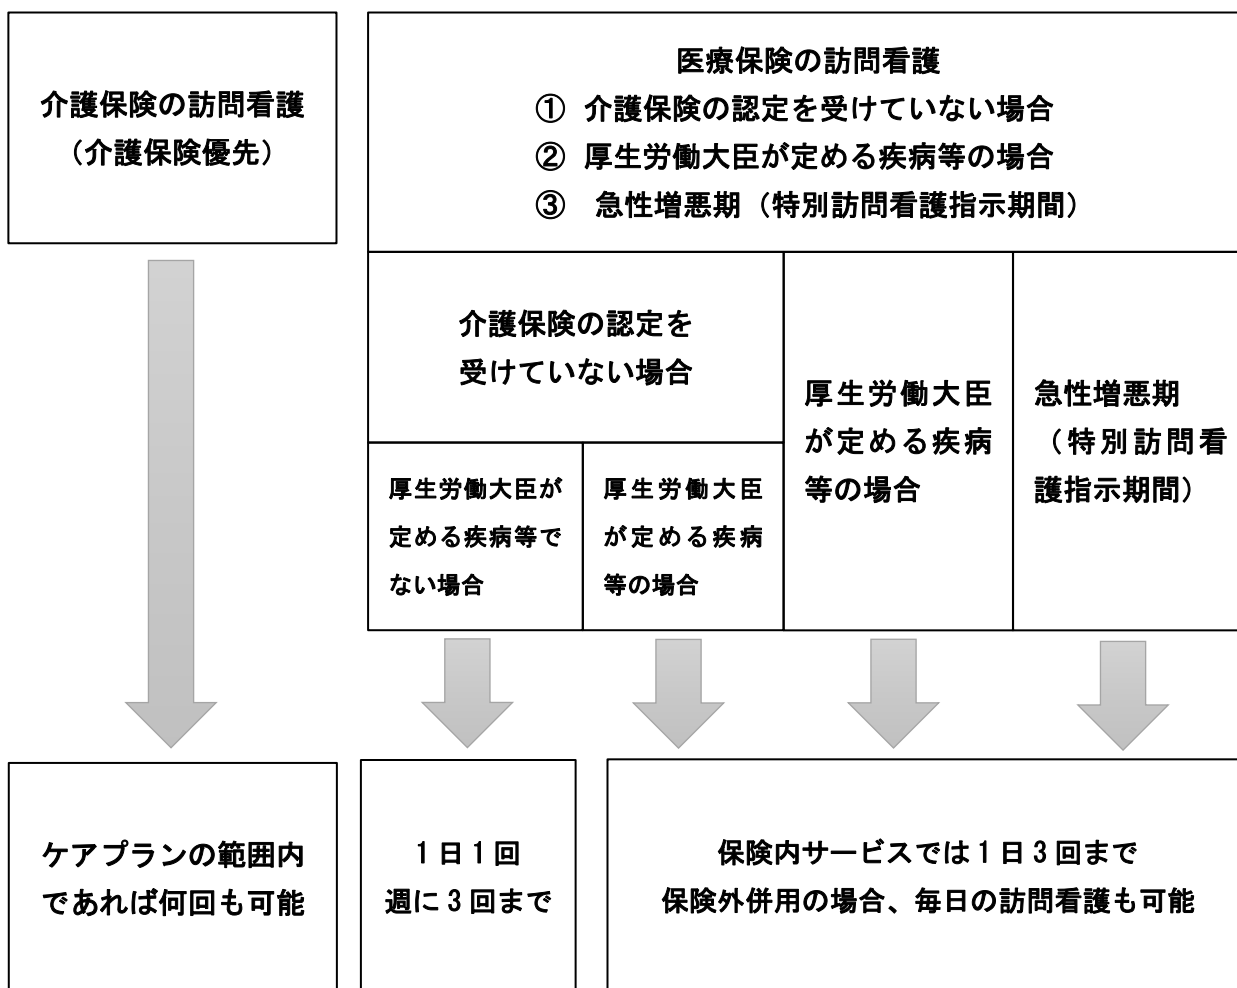 介護保険の訪問看護
（介護保険優先）
医療保険の訪問看護
① 介護保険の認定を受けていない場合
② 厚生労働大臣が定める疾病等の場合
③ 急性増悪期（特別訪問看護指示期間）
介護保険の認定を
受けていない場合
厚生労働大臣が
定める疾病等で
ない場合
厚生労働大臣
が定める疾病
等の場合
厚生労働大臣
が定める疾病
等の場合
急性増悪期
（特別訪問看
護指示期間）
ケアプランの範囲内
であれば何回も可能
1日1回
週に3回まで
保険内サービスでは1日3回まで
保険外併用の場合、毎日の訪問看護も可能